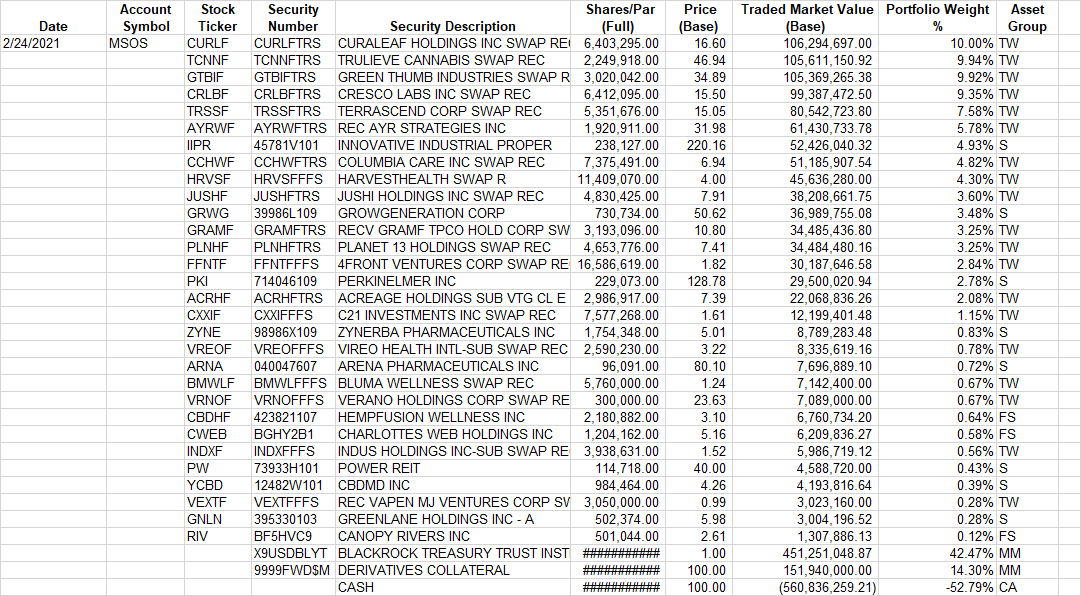 Date Account Symbol Stock Ticker Security Number Security Description Shares/Par (Full) Price (Base) Traded Market Value (Base) Portfolio Weight % Asset Group
2/24/2021 MSOS CURLF CURLFTRS CURALEAF HOLDINGS INC SWAP REC 6,403,295.00 16.60 106,294,697.00 10.00% TW
TCNNF TCNNFTRS TRULIEVE CANNABIS SWAP REC 2,249,918.00 46.94 105,611,150.92 9.94% TW
GTBIF GTBIFTRS GREEN THUMB INDUSTRIES SWAP R 3,020,042.00 34.89 105,369,265.38 9.92% TW
CRLBF CRLBFTRS CRESCO LABS INC SWAP REC 6,412,095.00 15.50 99,387,472.50 9.35% TW
TRSSF TRSSFTRS TERRASCEND CORP SWAP REC 5,351,676.00 15.05 80,542,723.80 7.58% TW
AYRWF AYRWFTRS REC AYR STRATEGIES INC 1,920,911.00 31.98 61,430,733.78 5.78% TW
IIPR 45781V101 INNOVATIVE INDUSTRIAL PROPER 238,127.00 220.16 52,426,040.32 4.93% S
CCHWF CCHWFTRS COLUMBIA CARE INC SWAP REC 7,375,491.00 6.94 51,185,907.54 4.82% TW
HRVSF HRVSFFFS HARVESTHEALTH SWAP R 11,409,070.00 4.00 45,636,280.00 4.30% TW
JUSHF JUSHFTRS JUSHI HOLDINGS INC SWAP REC 4,830,425.00 7.91 38,208,661.75 3.60% TW
GRWG 39986L109 GROWGENERATION CORP 730,734.00 50.62 36,989,755.08 3.48% S
GRAMF GRAMFTRS RECV GRAMF TPCO HOLD CORP SW 3,193,096.00 10.80 34,485,436.80 3.25% TW
PLNHF PLNHFTRS PLANET 13 HOLDINGS SWAP REC 4,653,776.00 7.41 34,484,480.16 3.25% TW
FFNTF FFNTFFFS 4FRONT VENTURES CORP SWAP REC 16,586,619.00 1.82 30,187,646.58 2.84% TW
PKI 714046109 PERKINELMER INC 229,073.00 128.78 29,500,020.94 2.78% S
ACRHF ACRHFTRS ACREAGE HOLDINGS SUB VTG CL E 2,986,917.00 7.39 22,068,836.26 2.08% TW
CXXIF CXXIFFFS C21 INVESTMENTS INC SWAP REC 7,577,268.00 1.61 12,199,401.48 1.15% TW
ZYNE 98986X109 ZYNERBA PHARMACEUTICALS INC 1,754,348.00 5.01 8,789,283.48 0.83% S
VREOF VREOFFFS VIREO HEALTH INTL-SUB SWAP REC 2,590,230.00 3.22 8,335,619.16 0.78% TW
ARNA 040047607 ARENA PHARMACEUTICALS INC 96,091.00 80.10 7,696,889.10 0.72% S
BMWLF BMWLFFFS BLUMA WELLNESS SWAP REC 5,760,000.00 1.24 7,142,400.00 0.67% TW
VRNOF VRNOFFFS VERANO HOLDINGS CORP SWAP RE 300,000.00 23.63 7,089,000.00 0.67% TW
CBDHF 423821107 HEMPFUSION WELLNESS INC 2,180,882.00 3.10 6,760,734.20 0.64% FS
CWEB BGHY2B1 CHARLOTTES WEB HOLDINGS INC 1,204,162.00 5.16 6,209,836.27 0.58% FS
INDXF INDXFFFS INDUS HOLDINGS INC-SUB SWAP RE 3,938,631.00 1.52 5,986,719.12 0.56% TW
PW 73933H101 POWER REIT 114,718.00 40.00 4,588,720.00 0.43% S
YCBD 12482W101 CBDMD INC 984,464.00 4.26 4,193,816.64 0.39% S
VEXTF VEXTFFFS REC VAPEN MJ VENTURES CORP SW 3,050,000.00 0.99 3,023,160.00 0.28% TW
GNLN 395330103 GREENLANE HOLDINGS INC - A 502,374.00 5.98 3,004,196.52 0.28% S
RIV BF5HVC9 CANOPY RIVERS INC 501,044.00 2.61 1,307,886.13 0.12% FS
X9USDBLYT BLACKROCK TREASURY TRUST INST ########### 1.00 451,251,048.87 42.47% MM
9999FWD$M DERIVATIVES COLLATERAL ########### 100.00 151,940,000.00 14.30% MM
CASH ########### 100.00 (560,836,259.21) -52.79% CA